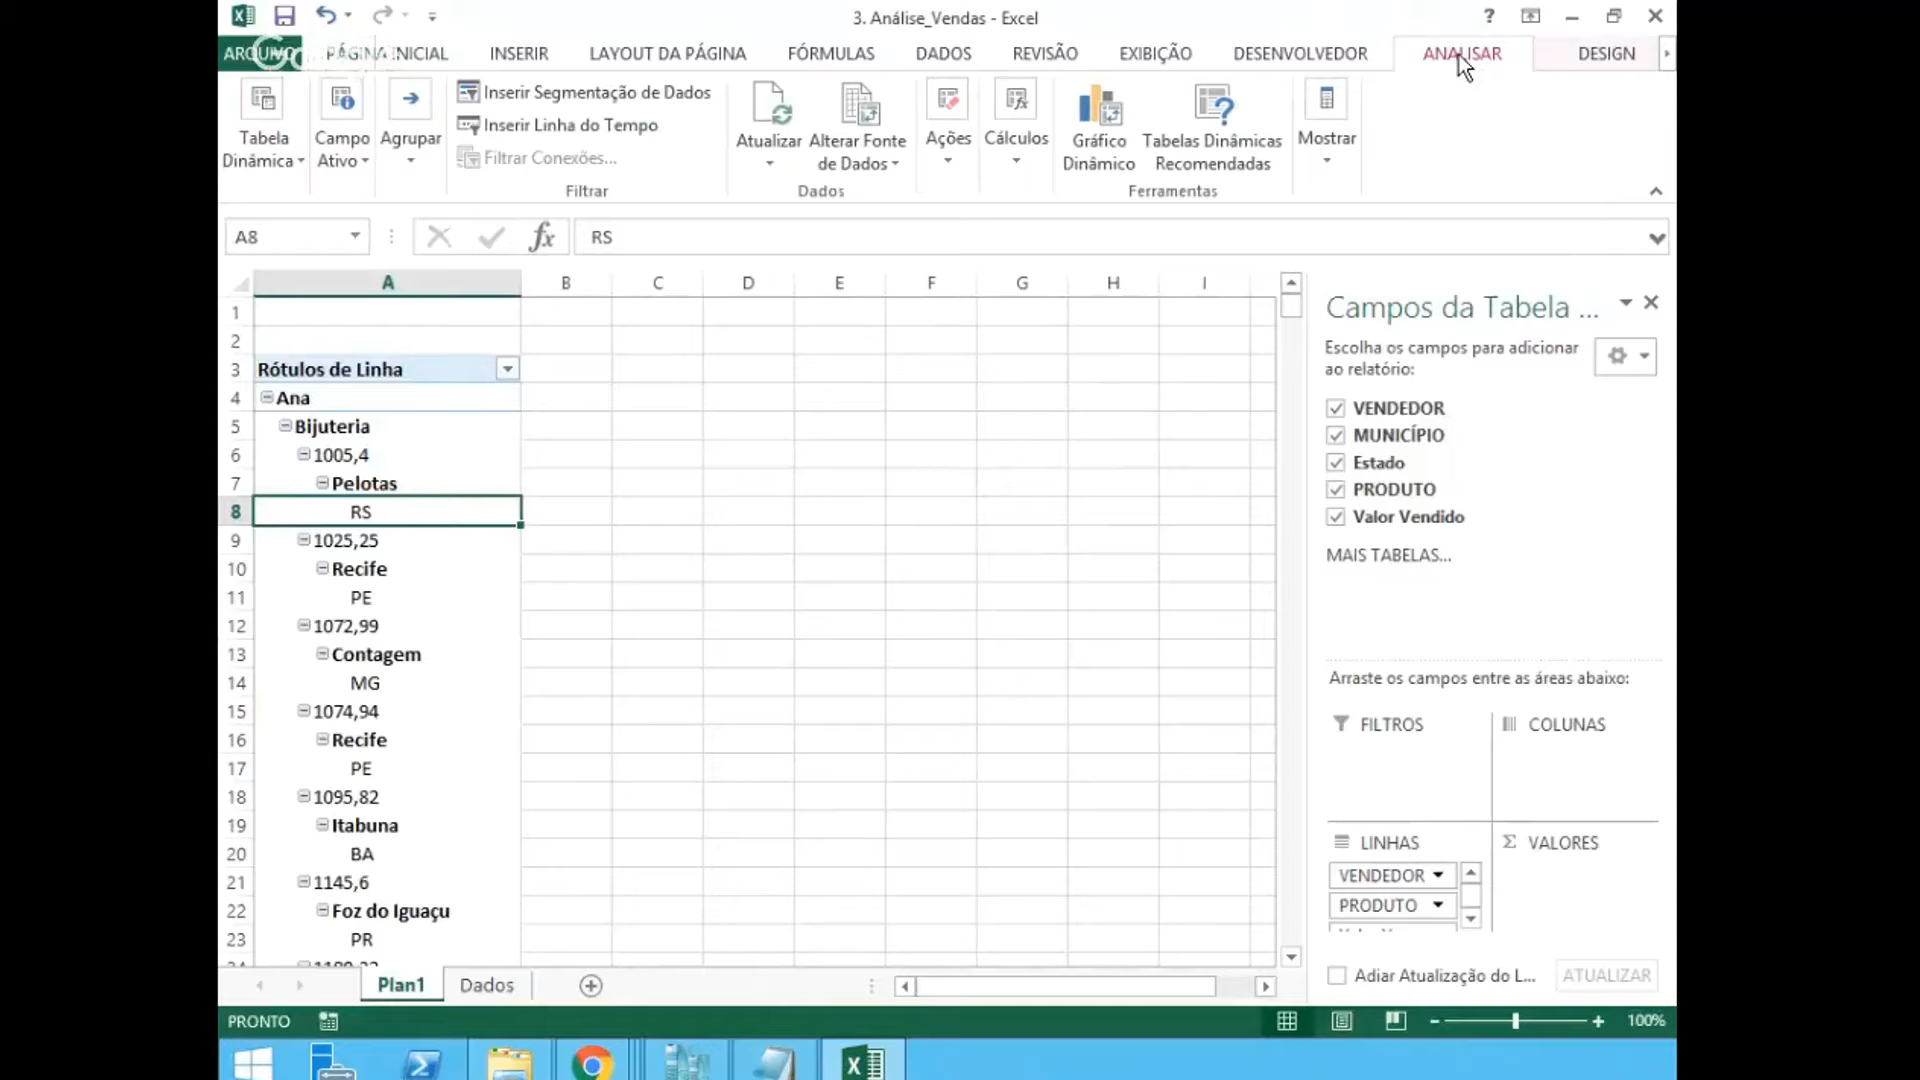 3. Análise_Vendas - Excel
ARQUIVO PÁGINA INICIAL INSERIR LAYOUT DA PÁGINA FÓRMULAS DADOS REVISÃO EXIBIÇÃO DESENVOLVEDOR ANALISAR DESIGN
Tabela Dinâmica
Campo Ativo
Agrupar
Inserir Segmentação de Dados
Inserir Linha do Tempo
Filtrar Conexões...
Filtrar
Atualizar
Alterar Fonte de Dados
Dados
Ações
Cálculos
Gráfico Dinâmico
Tabelas Dinâmicas Recomendadas
Ferramentas
Mostrar
A8 fx RS
A B C D E F G H I
1
2
3 Rótulos de Linha
4 Ana
5 Bijuteria
6 1005,4
7 Pelotas
8 RS
9 1025,25
10 Recife
11 PE
12 1072,99
13 Contagem
14 MG
15 1074,94
16 Recife
17 PE
18 1095,82
19 Itabuna
20 BA
21 1145,6
22 Foz do Iguaçu
23 PR
Campos da Tabela ...
Escolha os campos para adicionar
ao relatório:
VENDEDOR
MUNICÍPIO
Estado
PRODUTO
Valor Vendido
MAIS TABELAS...
Arraste os campos entre as áreas abaixo:
FILTROS COLUNAS
LINHAS Σ VALORES
VENDEDOR
PRODUTO
Adiar Atualização do L... ATUALIZAR
Plan1 Dados
PRONTO 100%